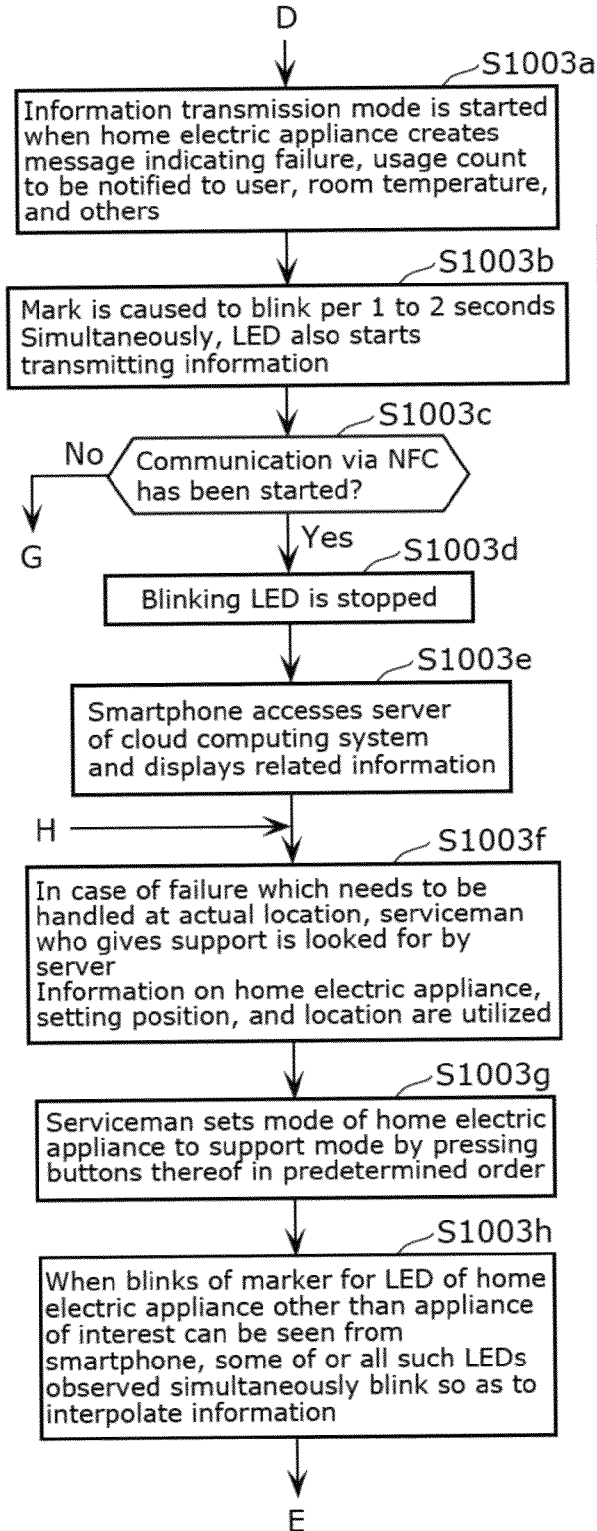 D
S1003a
Information transmission mode is started
when home electric appliance creates
message indicating failure, usage count
to be notified to user, room temperature,
and others
S1003b
Mark is caused to blink per 1 to 2 seconds
Simultaneously, LED also starts
transmitting information
S1003c
No
Communication via NFC
has been started?
G
Yes
S1003d
Blinking LED is stopped
S1003e
Smartphone accesses server
of cloud computing system
and displays related information
H
S1003f
In case of failure which needs to be
handled at actual location, serviceman
who gives support is looked for by
server
Information on home electric appliance,
setting position, and location are utilized
S1003g
Serviceman sets mode of home electric
appliance to support mode by pressing
buttons thereof in predetermined order
S1003h
When blinks of marker for LED of home
electric appliance other than appliance
of interest can be seen from
smartphone, some of or all such LEDs
observed simultaneously blink so as to
interpolate information
E